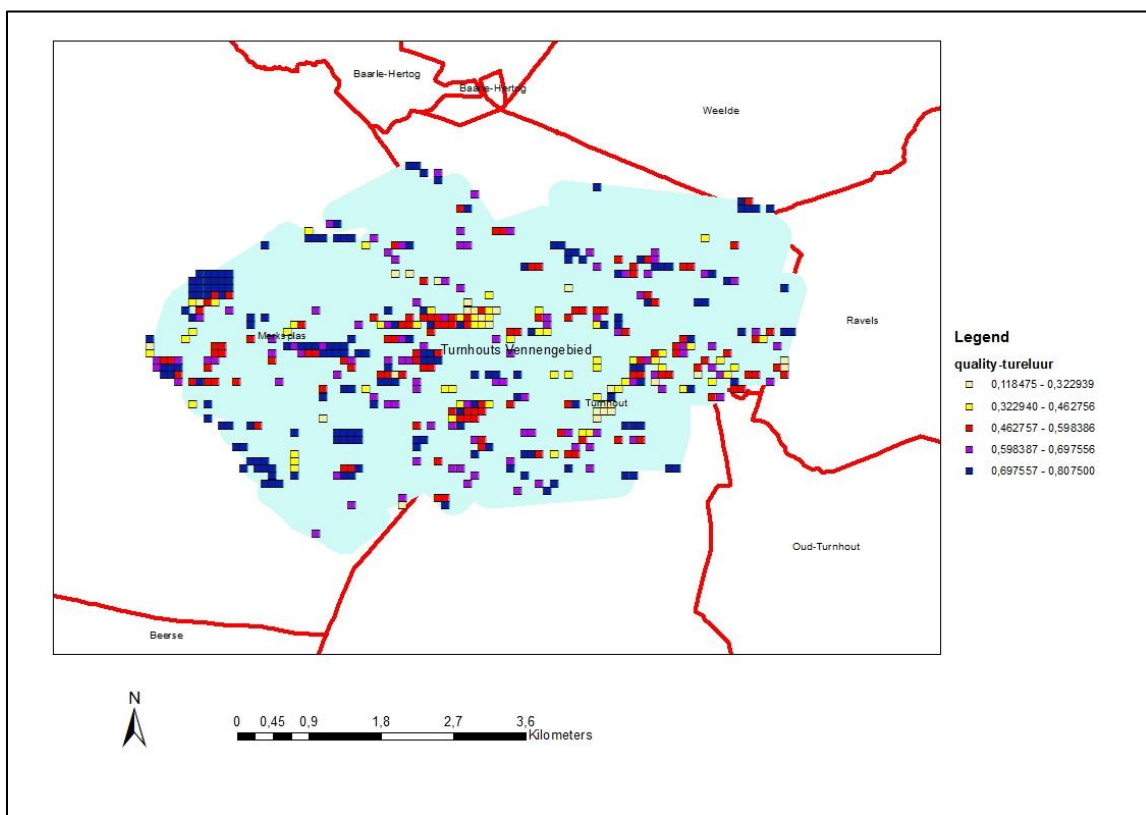 Baarle-Hertog
Baarle-Hertog
Weelde
Merksplas
Turnhouts Vennengebied
Ravels
Turnhout
Oud-Turnhout
Beerse
Legend
quality-tureluur
0,118475 - 0,322939
0,322940 - 0,462756
0,462757 - 0,598386
0,598387 - 0,697556
0,697557 - 0,807500
N
0 0,45 0,9 1,8 2,7 3,6
Kilometers